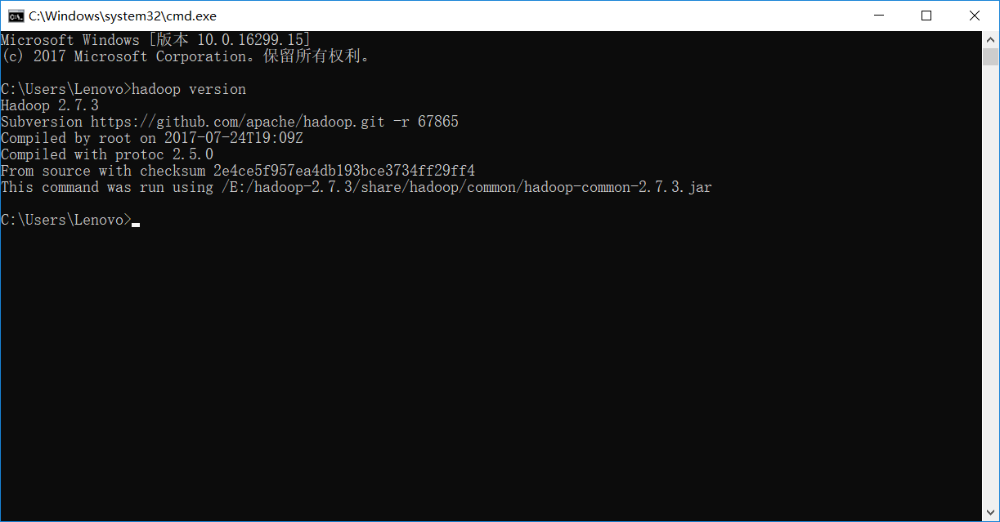 C:\Windows\system32\cmd.exe
Microsoft Windows [版本 10.0.16299.15]
(c) 2017 Microsoft Corporation。保留所有权利。
C:\Users\Lenovo>hadoop version
Hadoop 2.7.3
Subversion https://github.com/apache/hadoop.git -r 67865
Compiled by root on 2017-07-24T19:09Z
Compiled with protoc 2.5.0
From source with checksum 2e4ce5f957ea4db193bce3734ff29ff4
This command was run using /E:/hadoop-2.7.3/share/hadoop/common/hadoop-common-2.7.3.jar
C:\Users\Lenovo>